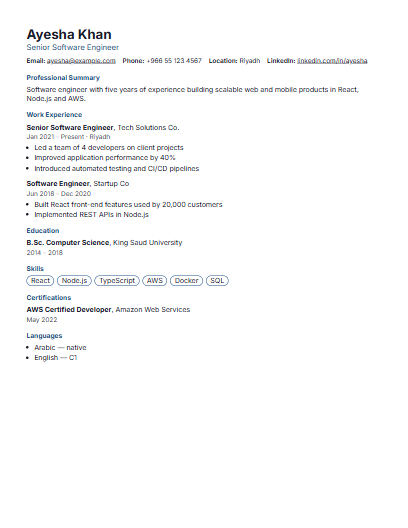 Ayesha Khan
Senior Software Engineer
Email: ayesha@example.com Phone: +966 55 123 4567 Location: Riyadh LinkedIn: linkedin.com/in/ayesha
Professional Summary
Software engineer with five years of experience building scalable web and mobile products in React,
Node.js and AWS.
Work Experience
Senior Software Engineer, Tech Solutions Co.
Jan 2021 - Present · Riyadh
• Led a team of 4 developers on client projects
• Improved application performance by 40%
• Introduced automated testing and CI/CD pipelines
Software Engineer, Startup Co
Jun 2018 - Dec 2020
• Built React front-end features used by 20,000 customers
• Implemented REST APIs in Node.js
Education
B.Sc. Computer Science, King Saud University
2014 - 2018
Skills
React Node.js TypeScript AWS Docker SQL
Certifications
AWS Certified Developer, Amazon Web Services
May 2022
Languages
• Arabic — native
• English — C1